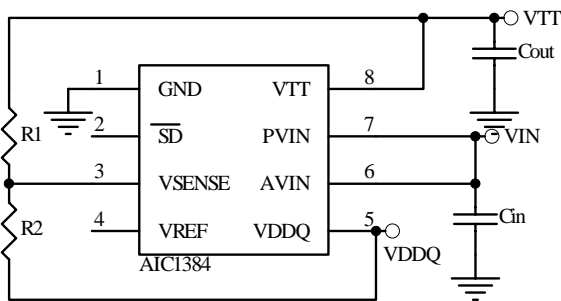 VTT
Cout
1 GND VTT 8
R1 2 SD PVIN 7 VIN
3 VSENSE AVIN 6
R2 4 VREF VDDQ 5 Cin
VDDQ
AIC1384